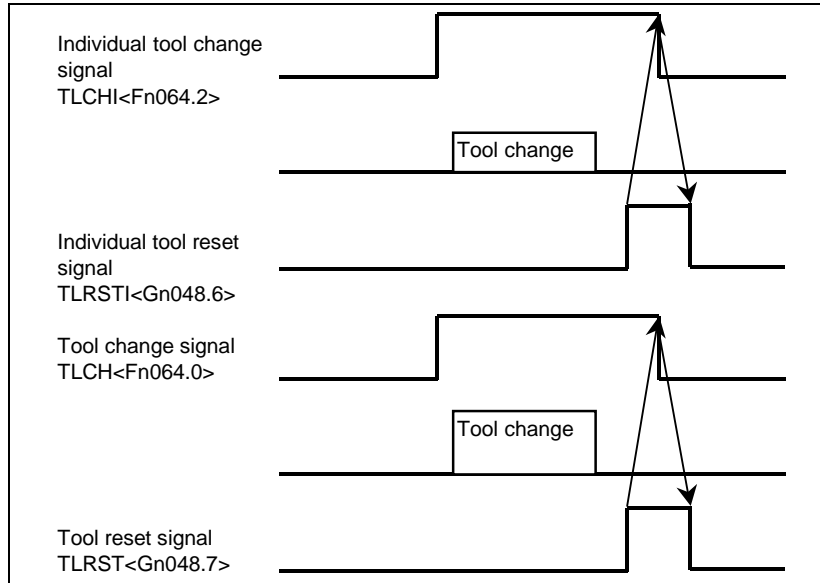 Individual tool change
signal
TLCHI<Fn064.2>
Tool change
Individual tool reset
signal
TLRSTI<Gn048.6>
Tool change signal
TLCH<Fn064.0>
Tool change
Tool reset signal
TLRST<Gn048.7>